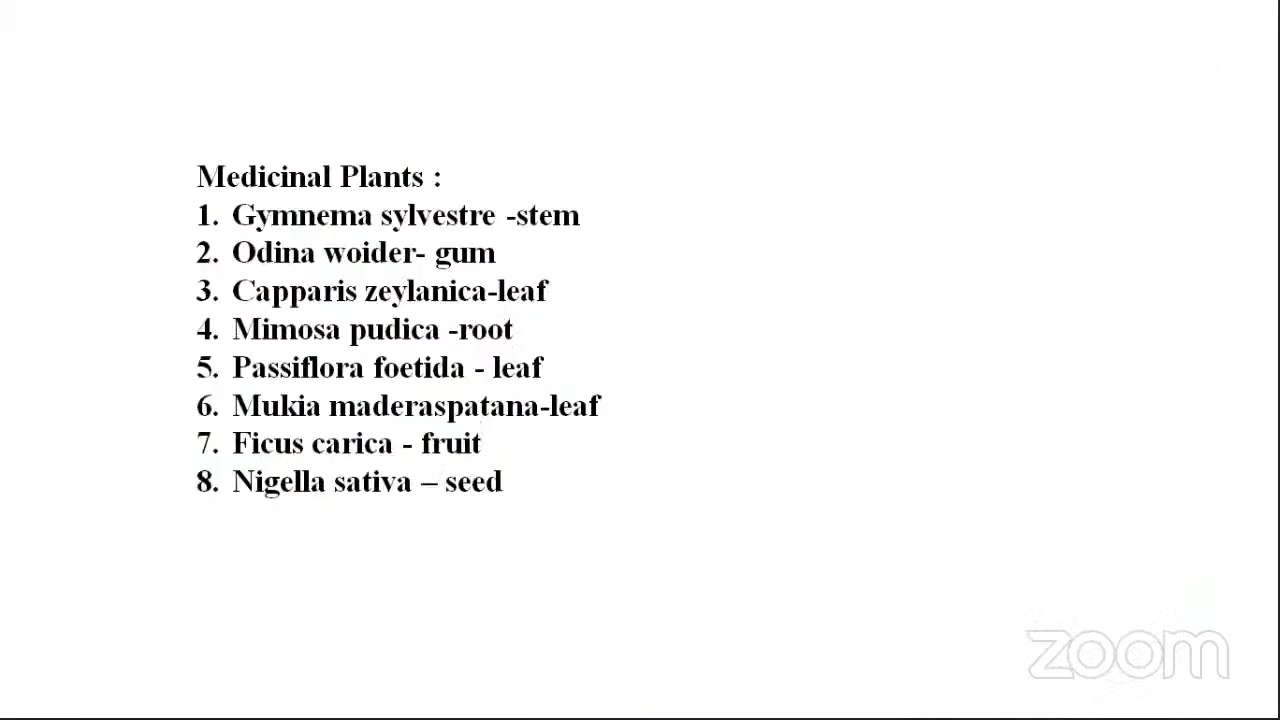 Medicinal Plants :
1. Gymnema sylvestre -stem
2. Odina woider- gum
3. Capparis zeylanica-leaf
4. Mimosa pudica -root
5. Passiflora foetida - leaf
6. Mukia maderaspatana-leaf
7. Ficus carica - fruit
8. Nigella sativa – seed
zoom